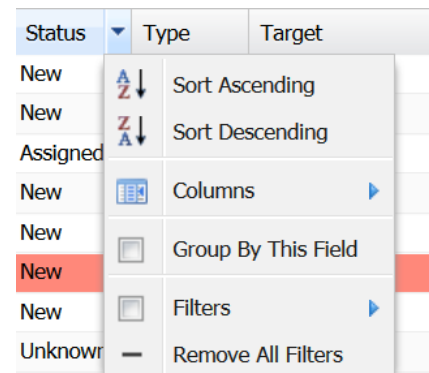 Status Type Target
New
Sort Ascending
New
Sort Descending
Assigned
New
Columns
New
Group By This Field
New
New
Filters
Unknown
Remove All Filters